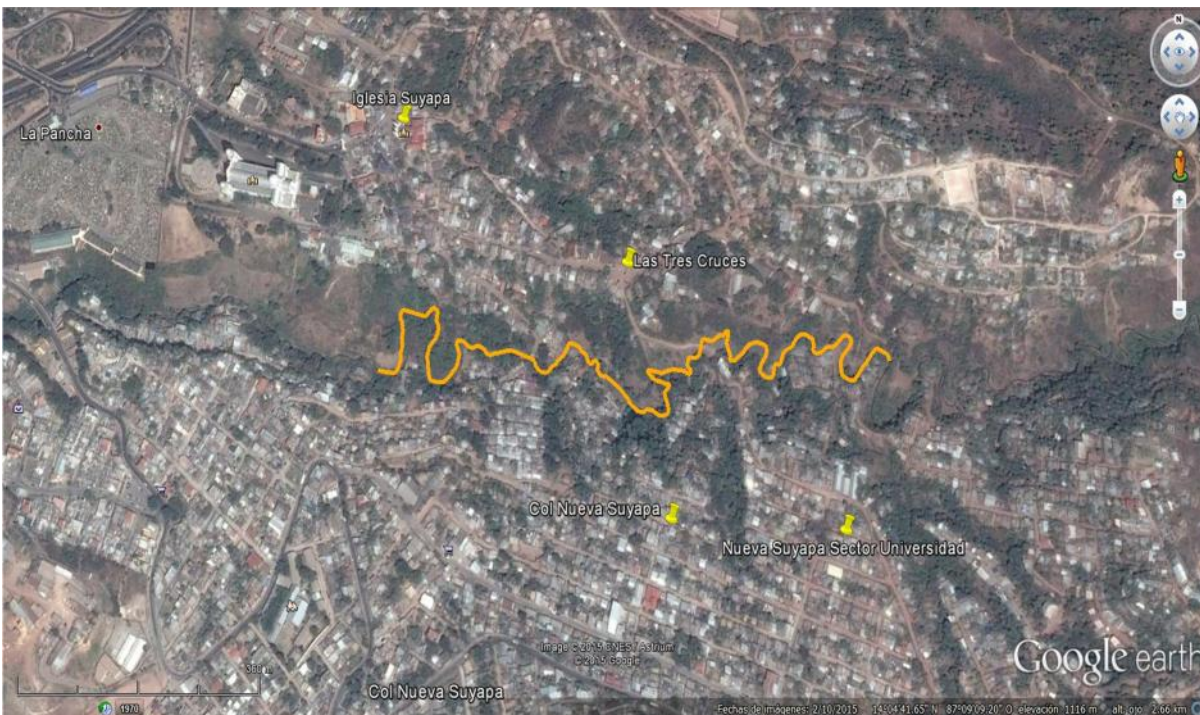 N
Iglesia Suyapa
La Pancha
Las Tres Cruces
Col Nueva Suyapa
Nueva Suyapa Sector Universidad
Image © 2015 CNES / Astrium
© 2015 Google
Google earth
Col Nueva Suyapa
1970
Fechas de imágenes: 2/10/2015 14°04'41.65" N 87°09'09.20" O elevación 1116 m alt. ojo 2.66 km